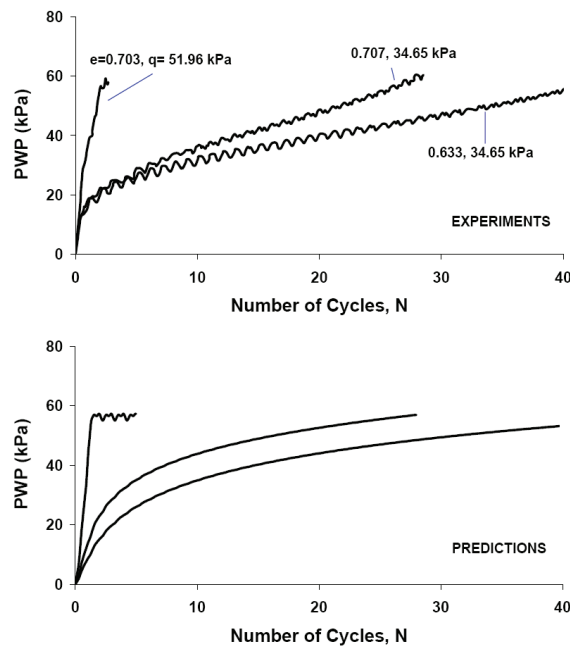 80
e=0.703, q= 51.96 kPa
0.707, 34.65 kPa
60
PWP (kPa)
40
0.633, 34.65 kPa
20
EXPERIMENTS
0
0 10 20 30 40
Number of Cycles, N
80
60
PWP (kPa)
40
20
PREDICTIONS
0
0 10 20 30 40
Number of Cycles, N